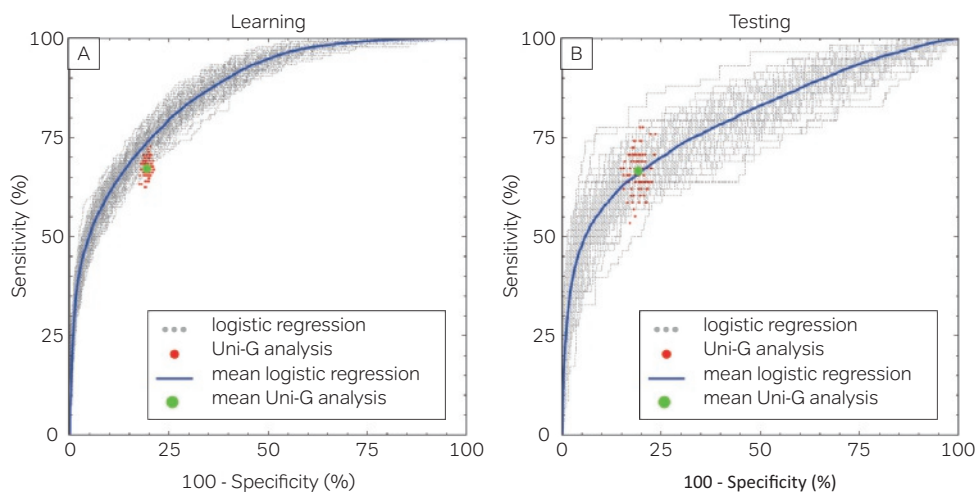 Learning
A
100
75
50
25
0
Sensitivity (%)
logistic regression
Uni-G analysis
mean logistic regression
mean Uni-G analysis
0 25 50 75 100
100 - Specificity (%)
Testing
B
100
75
50
25
0
Sensitivity (%)
logistic regression
Uni-G analysis
mean logistic regression
mean Uni-G analysis
0 25 50 75 100
100 - Specificity (%)